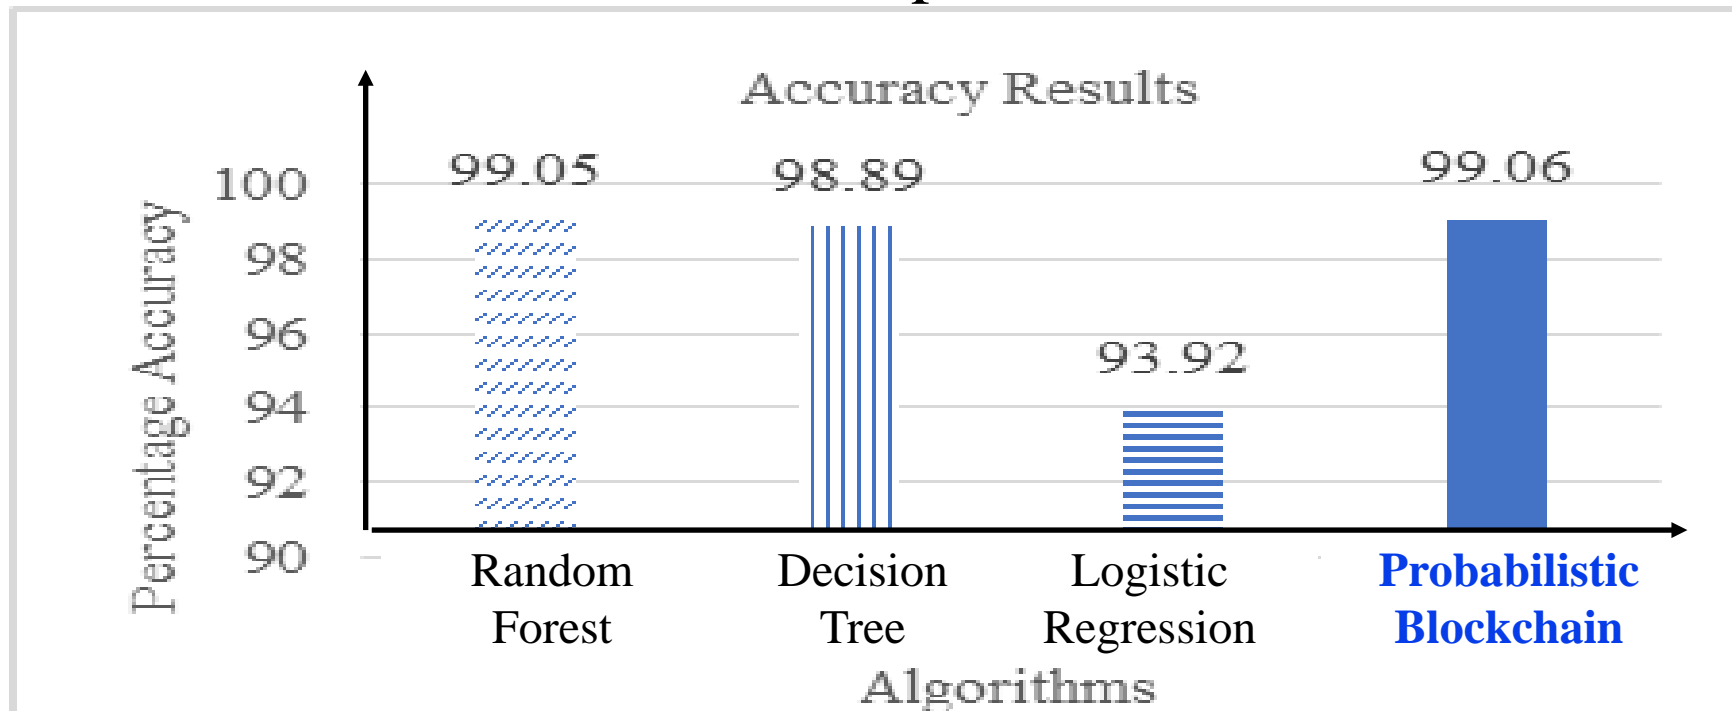 Accuracy Results
99.05
98.89
93.92
99.06
100
98
96
94
92
90
Percentage Accuracy
Random
Forest
Decision
Tree
Logistic
Regression
Probabilistic
Blockchain
Algorithms